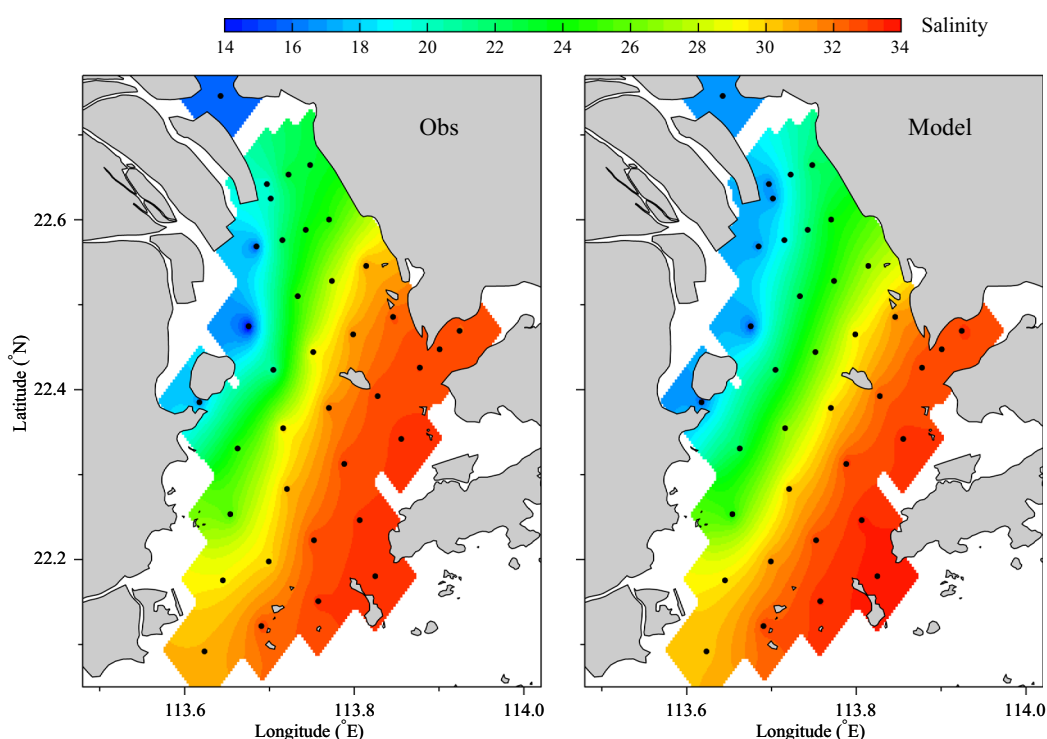 Salinity
14 16 18 20 22 24 26 28 30 32 34
Obs
Model
Latitude (°N)
22.6
22.4
22.2
113.6 113.8 114.0
113.6 113.8 114.0
Longitude (°E)
Longitude (°E)